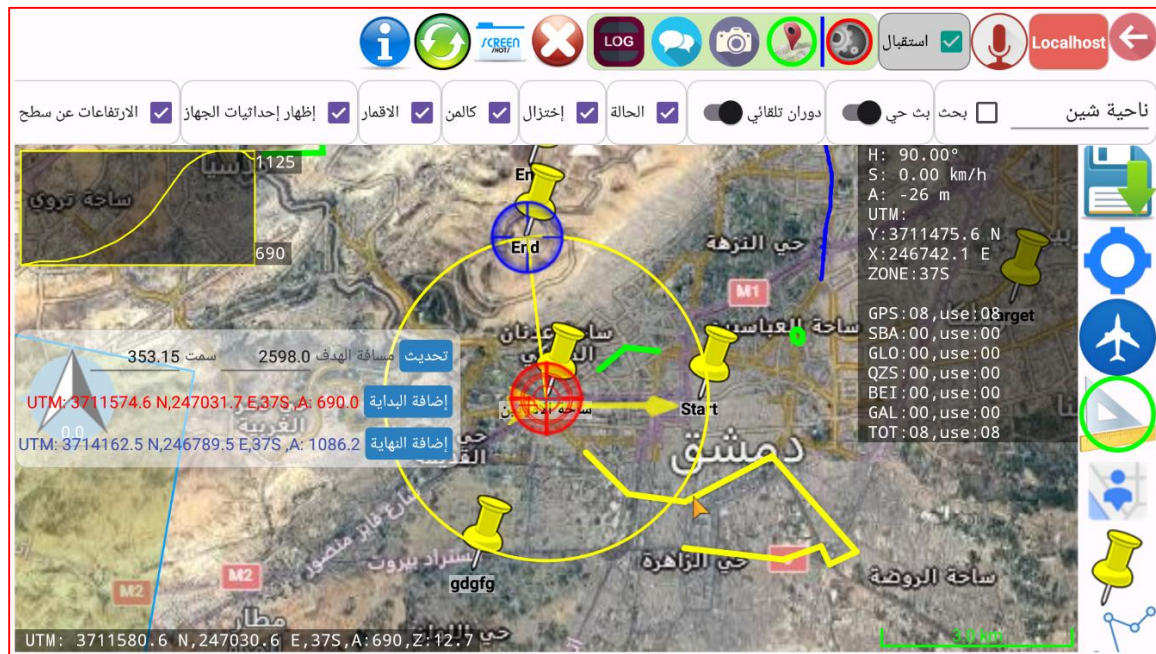 استقبال
Localhost
LOG
SCREEN
/HOT/
ناحية شين
بحث
بث حي
دوران تلقائي
الحالة
إختزال
كالمن
الاقمار
إظهار إحداثيات الجهاز
الارتفاعات عن سطح
1125
690
ساحة تروي
H: 90.00°
S: 0.00 km/h
A: -26 m
UTM:
Y:3711475.6 N
X:246742.1 E
ZONE:37S
GPS:08,use:08
SBA:00,use:00
GLO:00,use:00
QZS:00,use:00
BEI:00,use:00
GAL:00,use:00
TOT:08,use:08
End
حي النزهة
M1
ساحة العباسيين
تحديث
مسافة الهدف 2598.0
سمت 353.15
إضافة البداية
UTM: 3711574.6 N,247031.7 E,37S ,A: 690.0
إضافة النهاية
UTM: 3714162.5 N,246789.5 E,37S ,A: 1086.2
0.0
الغربية
Start
دمشق
حي الزاهرة
ساحة الروضة
gdgfg
M2
M2
مطار
UTM: 3711580.6 N,247030.6 E,37S,A:690,Z:12.7
3.0 km